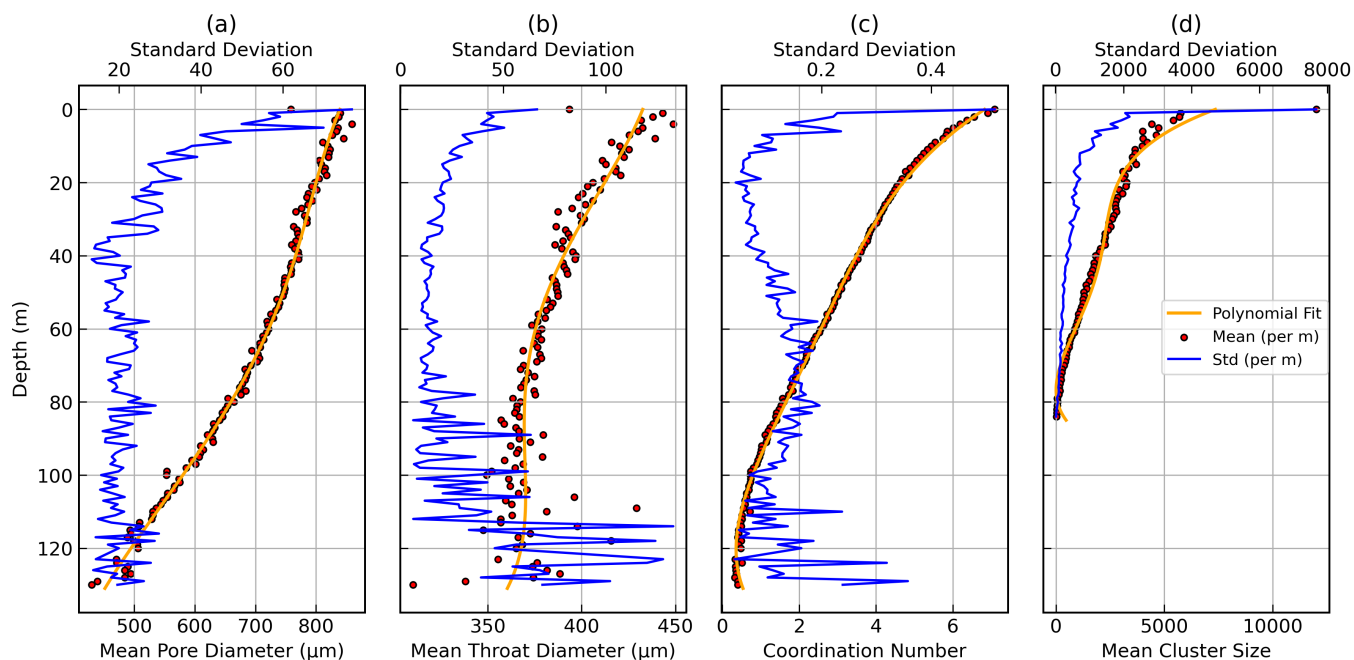 (a) (b) (c) (d)
Standard Deviation Standard Deviation Standard Deviation Standard Deviation
20 40 60 0 50 100 0.2 0.4 0 2000 4000 6000 8000
0
20
40
60
80
100
120
Depth (m)
Polynomial Fit
Mean (per m)
Std (per m)
500 600 700 800 350 400 450 0 2 4 6 0 5000 10000
Mean Pore Diameter (μm) Mean Throat Diameter (μm) Coordination Number Mean Cluster Size